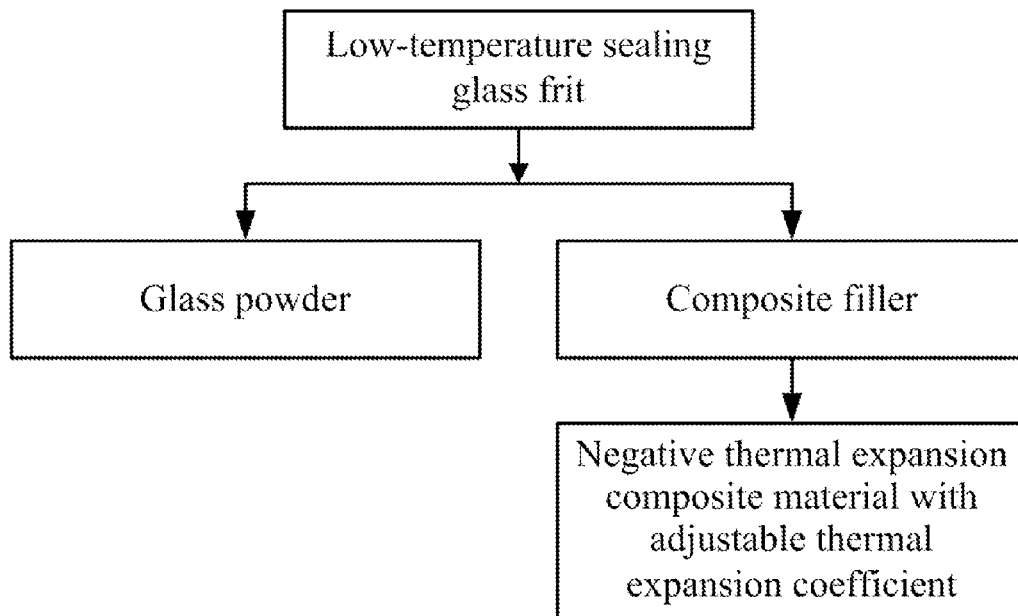 Low-temperature sealing
glass frit
Glass powder
Composite filler
Negative thermal expansion
composite material with
adjustable thermal
expansion coefficient